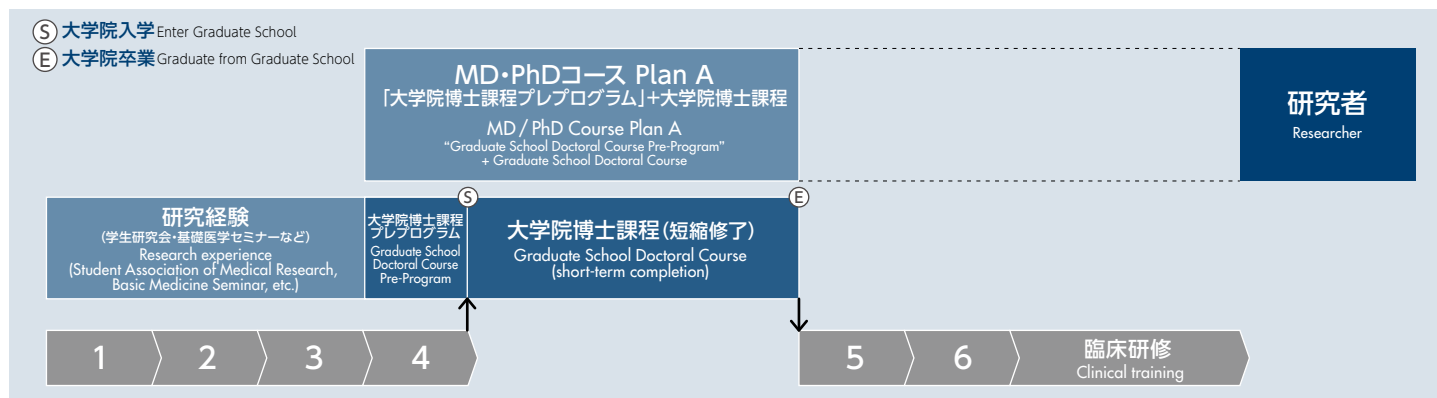 Ⓢ大学院入学 Enter Graduate School
Ⓔ大学院卒業 Graduate from Graduate School
MD・PhDコース Plan A
「大学院博士課程プレプログラム」+大学院博士課程
MD / PhD Course Plan A
“Graduate School Doctoral Course Pre-Program”
+ Graduate School Doctoral Course
研究者
Researcher
研究経験
(学生研究会・基礎医学セミナーなど)
Research experience
(Student Association of Medical Research,
Basic Medicine Seminar, etc.)
大学院博士課程
プレプログラム
Graduate School
Doctoral Course
Pre-Program
Ⓢ
大学院博士課程(短縮修了)
Graduate School Doctoral Course
(short-term completion)
Ⓔ
1
2
3
4
5
6
臨床研修
Clinical training